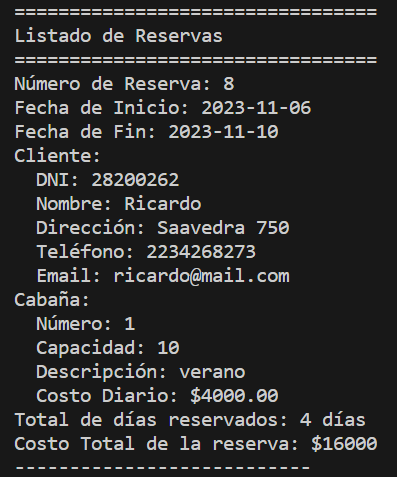 =================================
Listado de Reservas
=================================
Número de Reserva: 8
Fecha de Inicio: 2023-11-06
Fecha de Fin: 2023-11-10
Cliente:
  DNI: 28200262
  Nombre: Ricardo
  Dirección: Saavedra 750
  Teléfono: 2234268273
  Email: ricardo@mail.com
Cabaña:
  Número: 1
  Capacidad: 10
  Descripción: verano
  Costo Diario: $4000.00
Total de días reservados: 4 días
Costo Total de la reserva: $16000
---------------------------